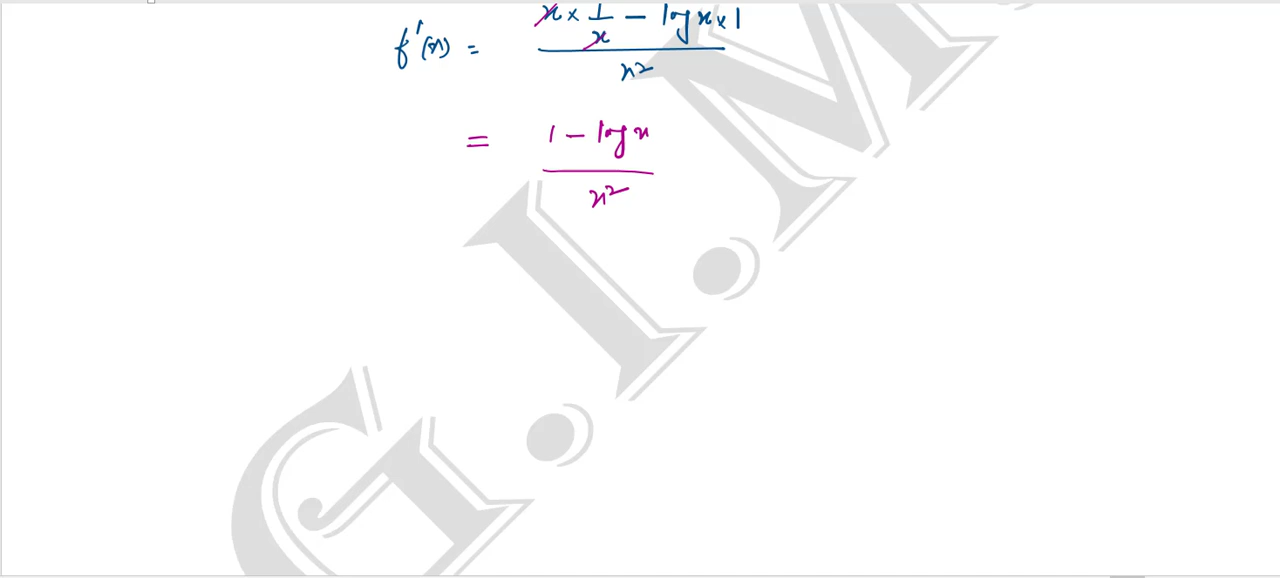 f'(x) = (x × 1/x − log x × 1) / x²
= (1 − log x) / x²
G.I.M